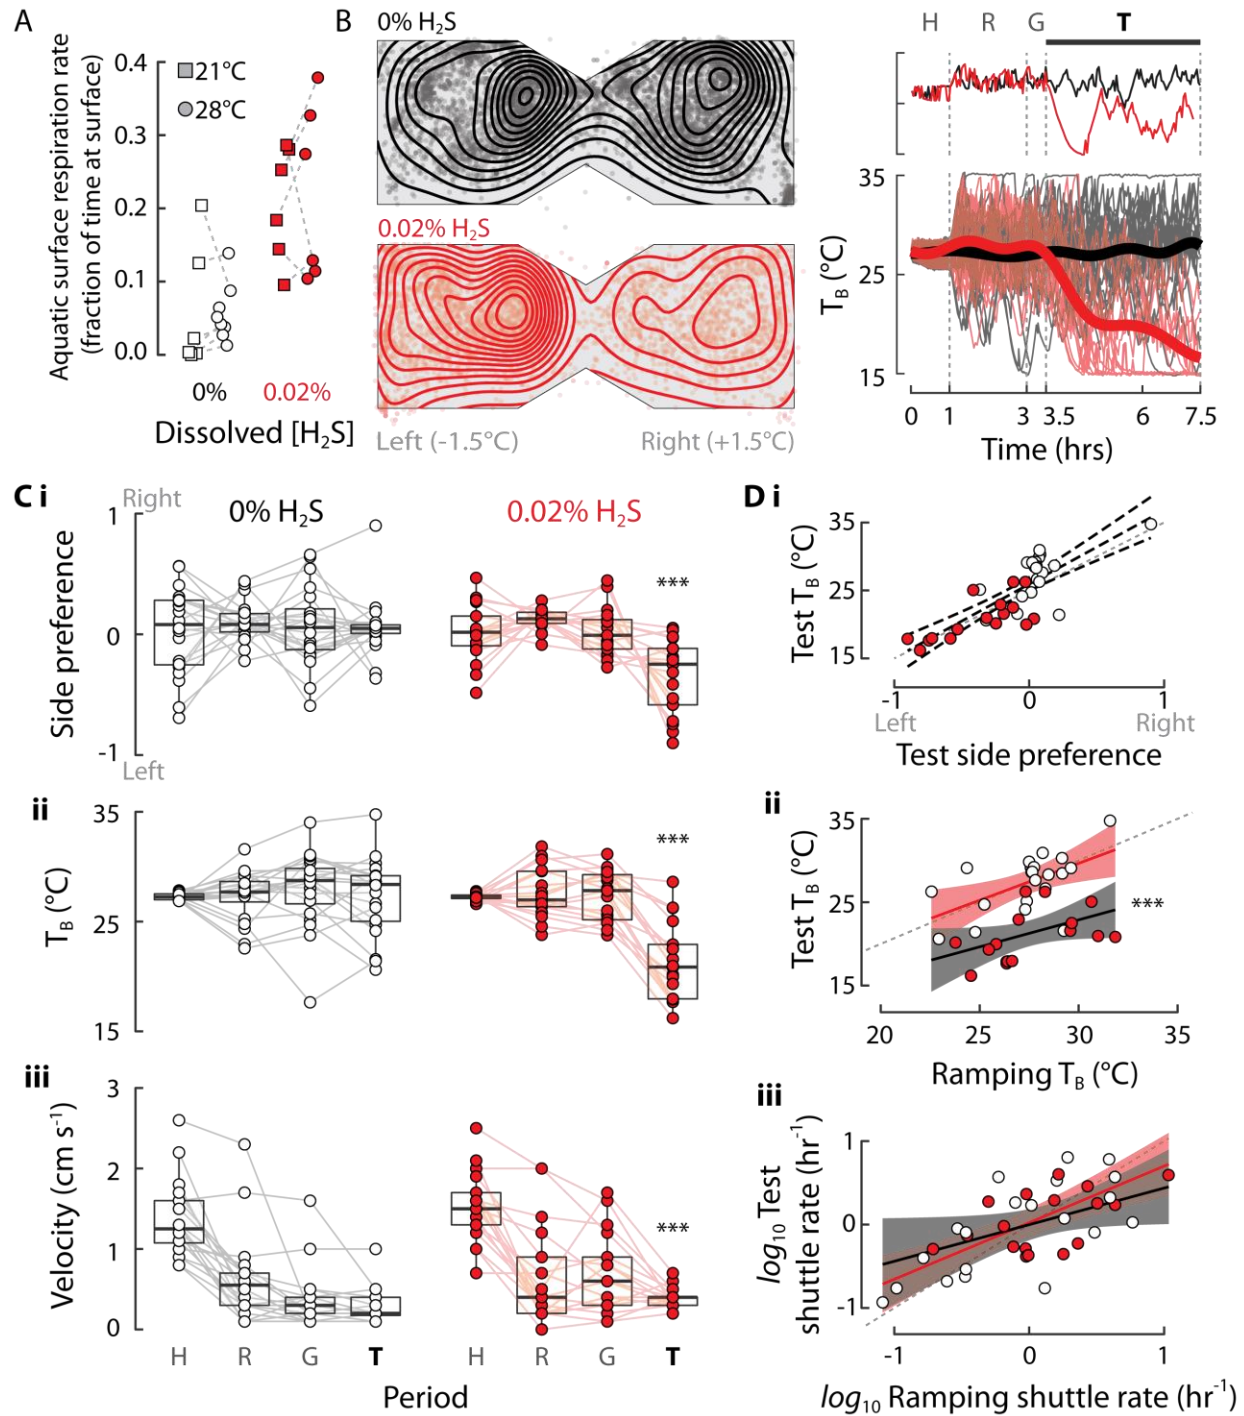 A
Aquatic surface respiration rate
(fraction of time at surface)
0.4
0.3
0.2
0.1
0.0
21°C
28°C
0%
0.02%
Dissolved [H₂S]
B
0% H₂S
0.02% H₂S
Left (-1.5°C)
Right (+1.5°C)
H R G T
T_B (°C)
35
25
15
0 1 3 3.5 6 7.5
Time (hrs)
C i
Right
Left
Side preference
1
0
-1
0% H₂S
0.02% H₂S
***
ii
T_B (°C)
35
25
15
***
iii
Velocity (cm s⁻¹)
3
2
1
0
***
H R G T
H R G T
Period
D i
Test T_B
(°C)
35
25
15
-1 0 1
Left
Right
Test side preference
ii
Test T_B (°C)
35
25
15
***
20 25 30 35
Ramping T_B (°C)
iii
log₁₀ Test
shuttle rate (hr⁻¹)
1
0
-1
-1 0 1
log₁₀ Ramping shuttle rate (hr⁻¹)